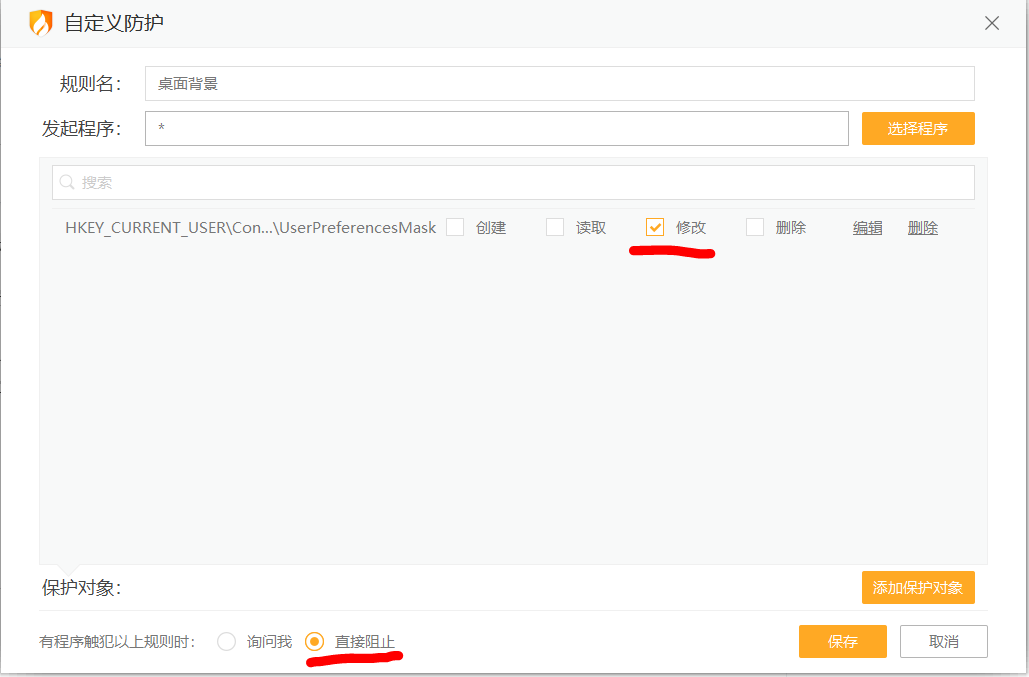 自定义防护
规则名： 桌面背景
发起程序： * 选择程序
搜索
HKEY_CURRENT_USER\Con...\UserPreferencesMask 创建 读取 修改 删除 编辑 删除
保护对象： 添加保护对象
有程序触犯以上规则时： 询问我 直接阻止 保存 取消